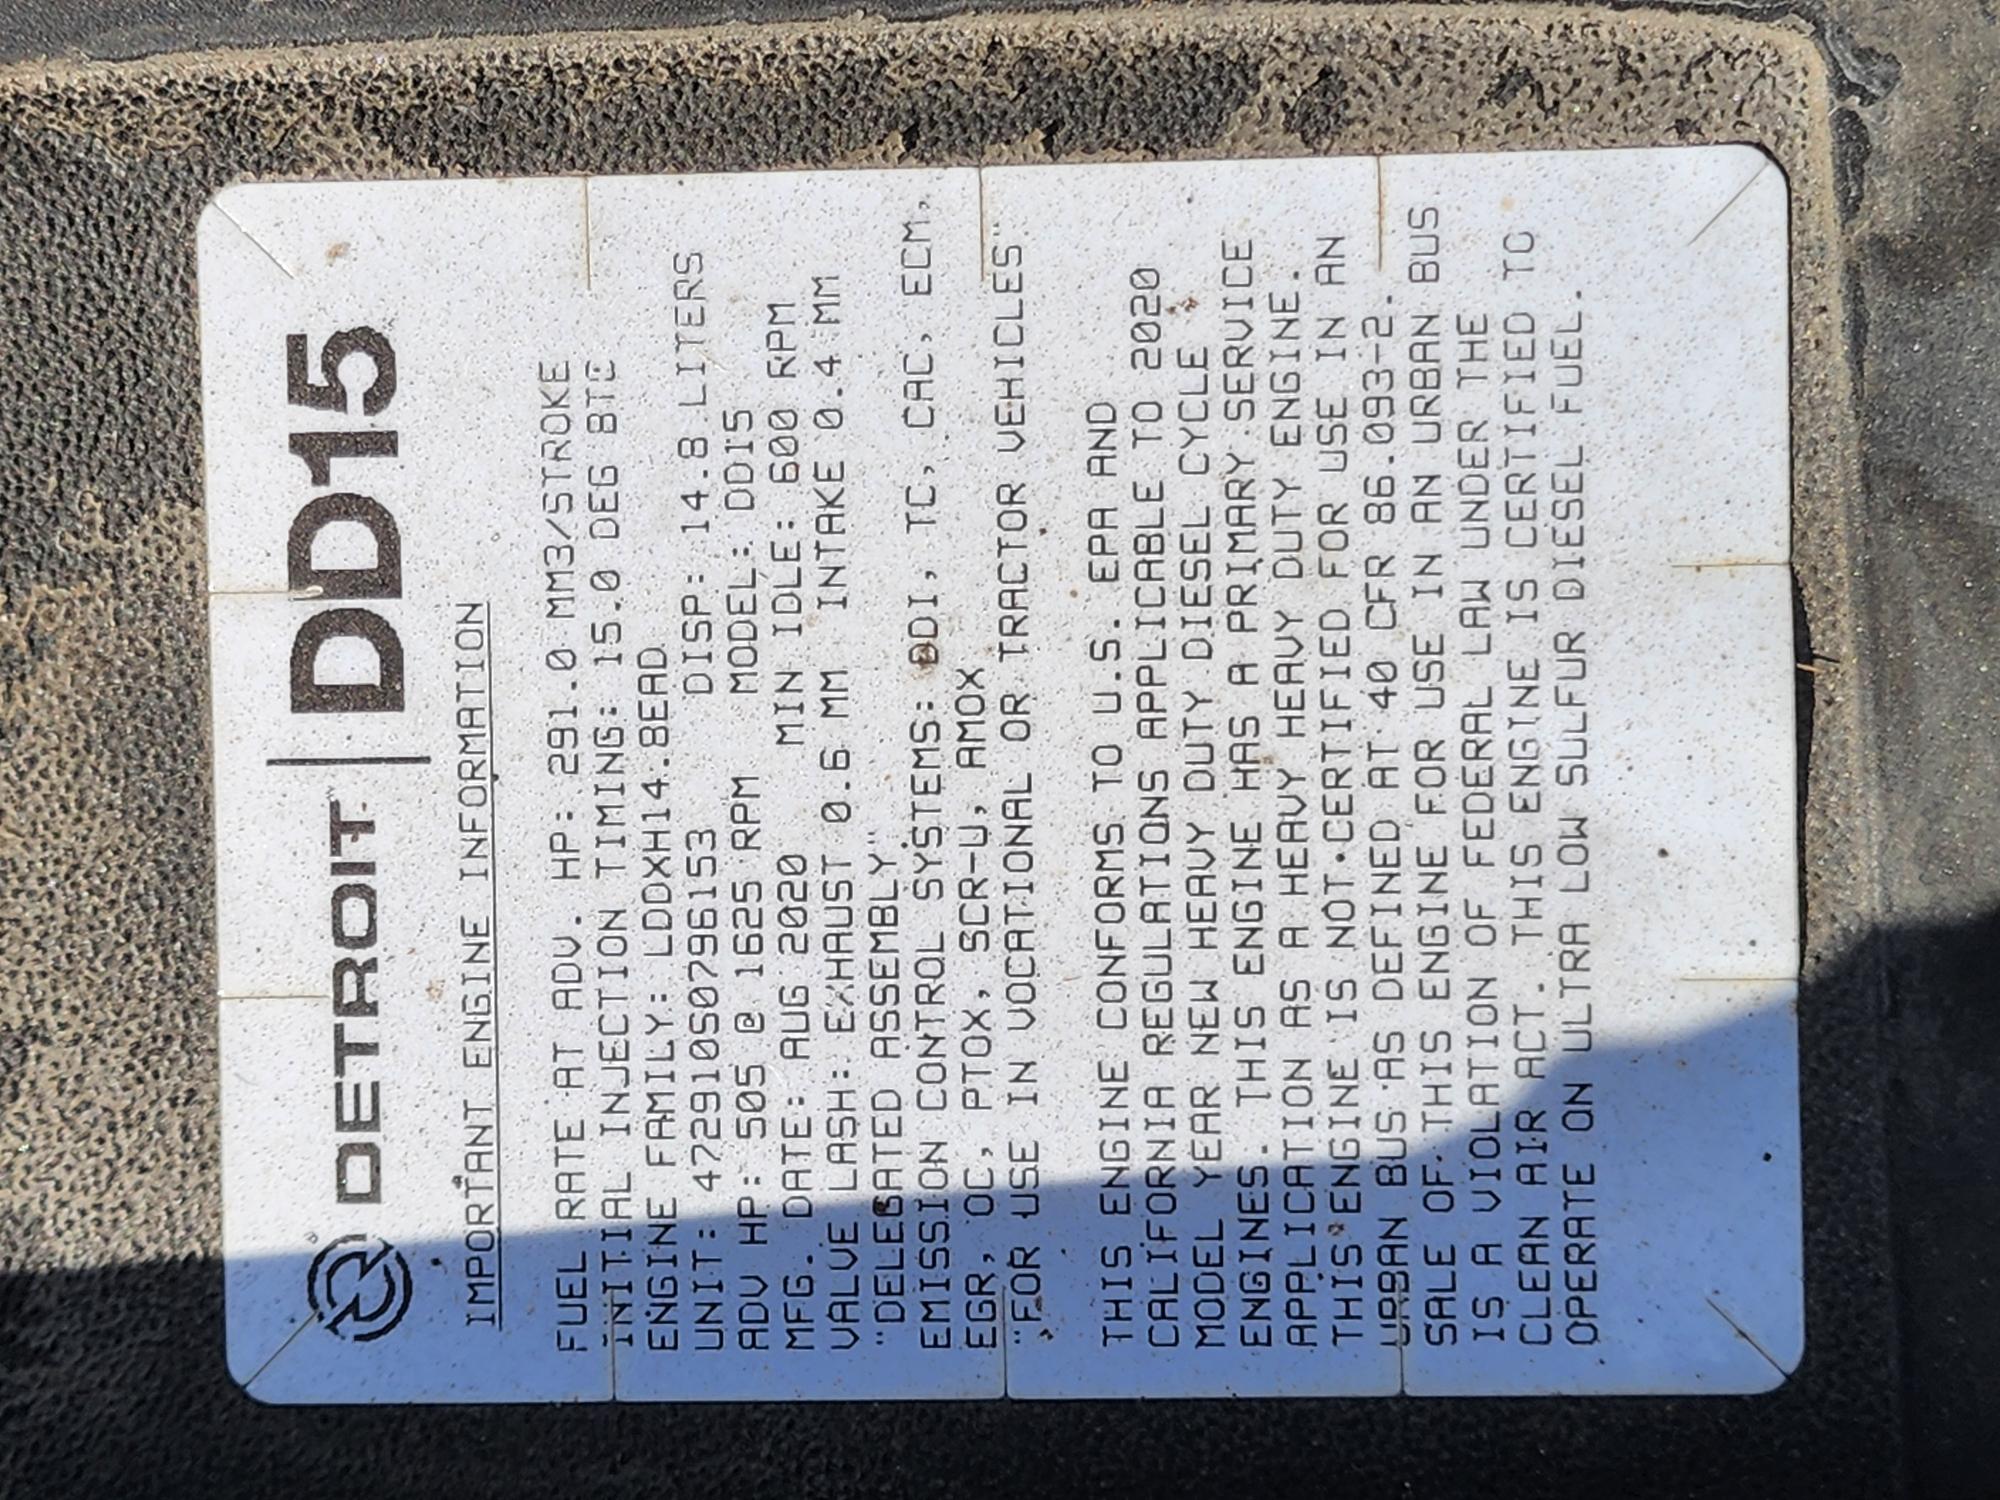 DETROIT | DD15
IMPORTANT ENGINE INFORMATION
FUEL RATE AT ADV. HP: 291.0 MM3/STROKE
INITIAL INJECTION TIMING: 15.0 DEG BTC
ENGINE FAMILY: LDDXH14.8EAD
UNIT: 472910S0796153 DISP: 14.8 LITERS
ADV HP: 505 @ 1625 RPM MODEL: DD15
MFG. DATE: AUG 2020 MIN IDLE: 600 RPM
VALVE LASH: EXHAUST 0.6 MM INTAKE 0.4 MM
"DELEGATED ASSEMBLY"
EMISSION CONTROL SYSTEMS: DDI, TC, CAC, ECM,
EGR, OC, PTOX, SCR-U, AMOX
"FOR USE IN VOCATIONAL OR TRACTOR VEHICLES"
THIS ENGINE CONFORMS TO U.S. EPA AND
CALIFORNIA REGULATIONS APPLICABLE TO 2020
MODEL YEAR NEW HEAVY DUTY DIESEL CYCLE
ENGINES. THIS ENGINE HAS A PRIMARY SERVICE
APPLICATION AS A HEAVY HEAVY DUTY ENGINE.
THIS ENGINE IS NOT CERTIFIED FOR USE IN AN
URBAN BUS AS DEFINED AT 40 CFR 86.093-2.
SALE OF THIS ENGINE FOR USE IN AN URBAN BUS
IS A VIOLATION OF FEDERAL LAW UNDER THE
CLEAN AIR ACT. THIS ENGINE IS CERTIFIED TO
OPERATE ON ULTRA LOW SULFUR DIESEL FUEL.